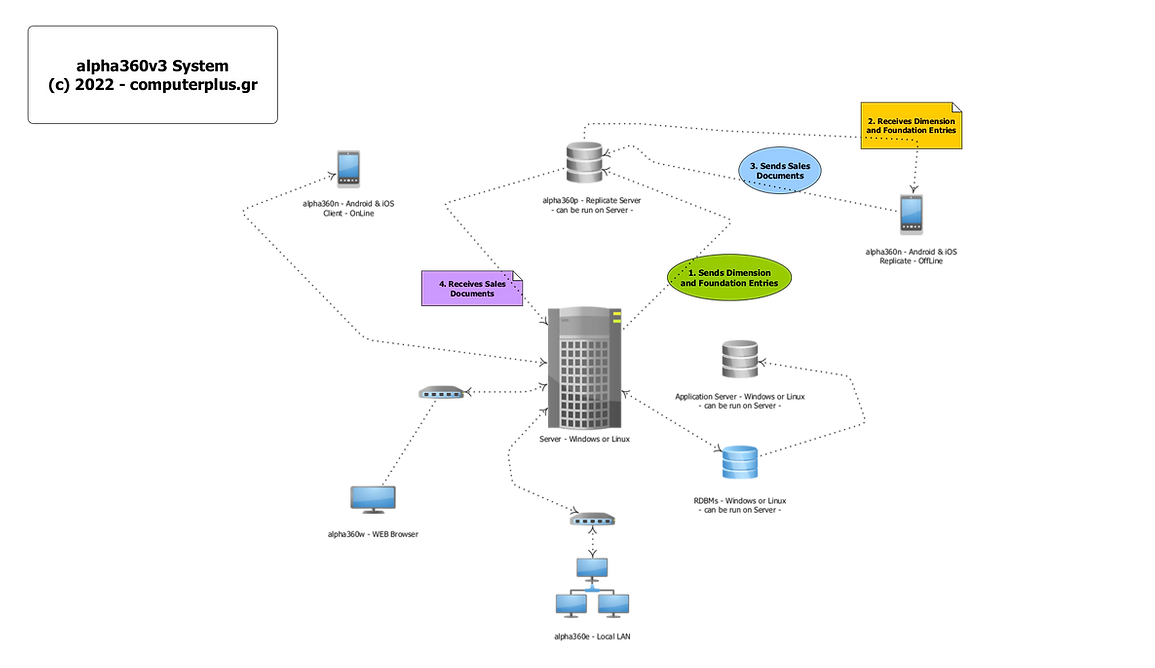 alpha360v3 System
(c) 2022 - computerplus.gr
2. Receives Dimension
and Foundation Entries
3. Sends Sales
Documents
alpha360n - Android & iOS
Client - OnLine
alpha360p - Replicate Server
- can be run on Server -
alpha360n - Android & iOS
Replicate - OffLine
4. Receives Sales
Documents
1. Sends Dimension
and Foundation Entries
Application Server - Windows or Linux
- can be run on Server -
Server - Windows or Linux
RDBMs - Windows or Linux
- can be run on Server -
alpha360w - WEB Browser
alpha360e - Local LAN